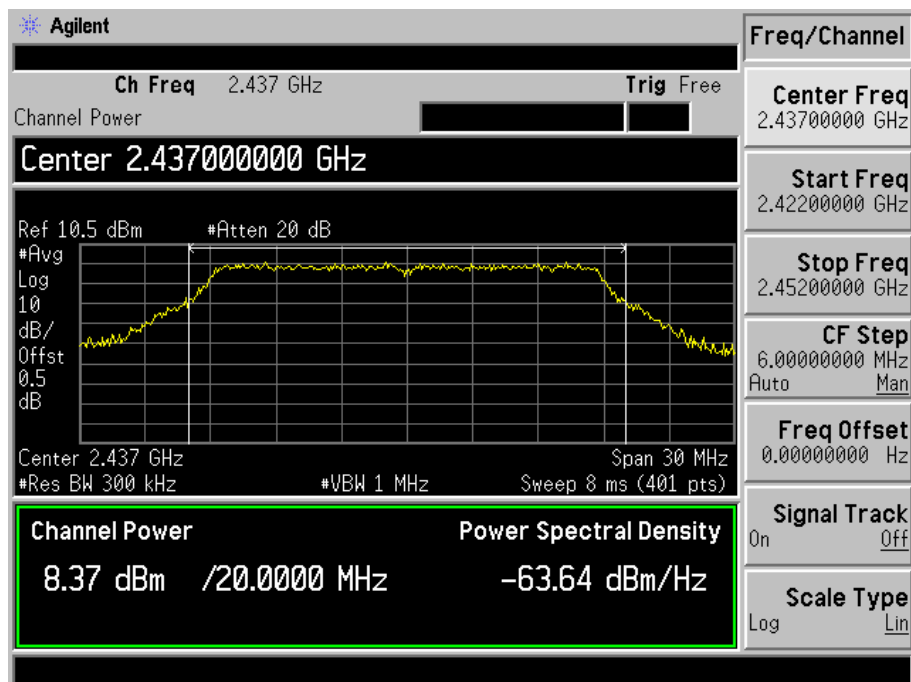 Agilent
Freq/Channel
Ch Freq 2.437 GHz Trig Free
Channel Power
Center 2.437000000 GHz
Ref 10.5 dBm #Atten 20 dB
#Avg
Log
10
dB/
Offst
0.5
dB
Center 2.437 GHz Span 30 MHz
#Res BW 300 kHz #VBW 1 MHz Sweep 8 ms (401 pts)
Channel Power Power Spectral Density
8.37 dBm /20.0000 MHz -63.64 dBm/Hz
Center Freq
2.43700000 GHz
Start Freq
2.42200000 GHz
Stop Freq
2.45200000 GHz
CF Step
6.00000000 MHz
Auto Man
Freq Offset
0.00000000 Hz
Signal Track
On Off
Scale Type
Log Lin